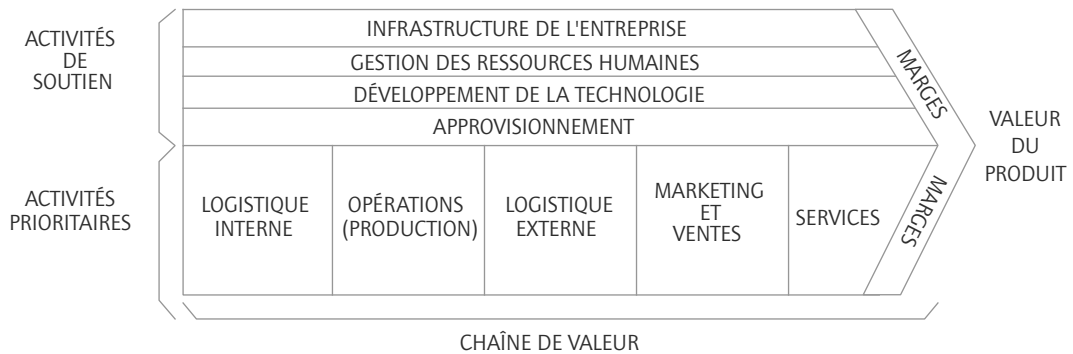 ACTIVITÉS
DE
SOUTIEN
INFRASTRUCTURE DE L'ENTREPRISE
GESTION DES RESSOURCES HUMAINES
DÉVELOPPEMENT DE LA TECHNOLOGIE
APPROVISIONNEMENT
MARGES
VALEUR
DU
PRODUIT
ACTIVITÉS
PRIORITAIRES
LOGISTIQUE
INTERNE
OPÉRATIONS
(PRODUCTION)
LOGISTIQUE
EXTERNE
MARKETING
ET
VENTES
SERVICES
MARGES
CHAÎNE DE VALEUR